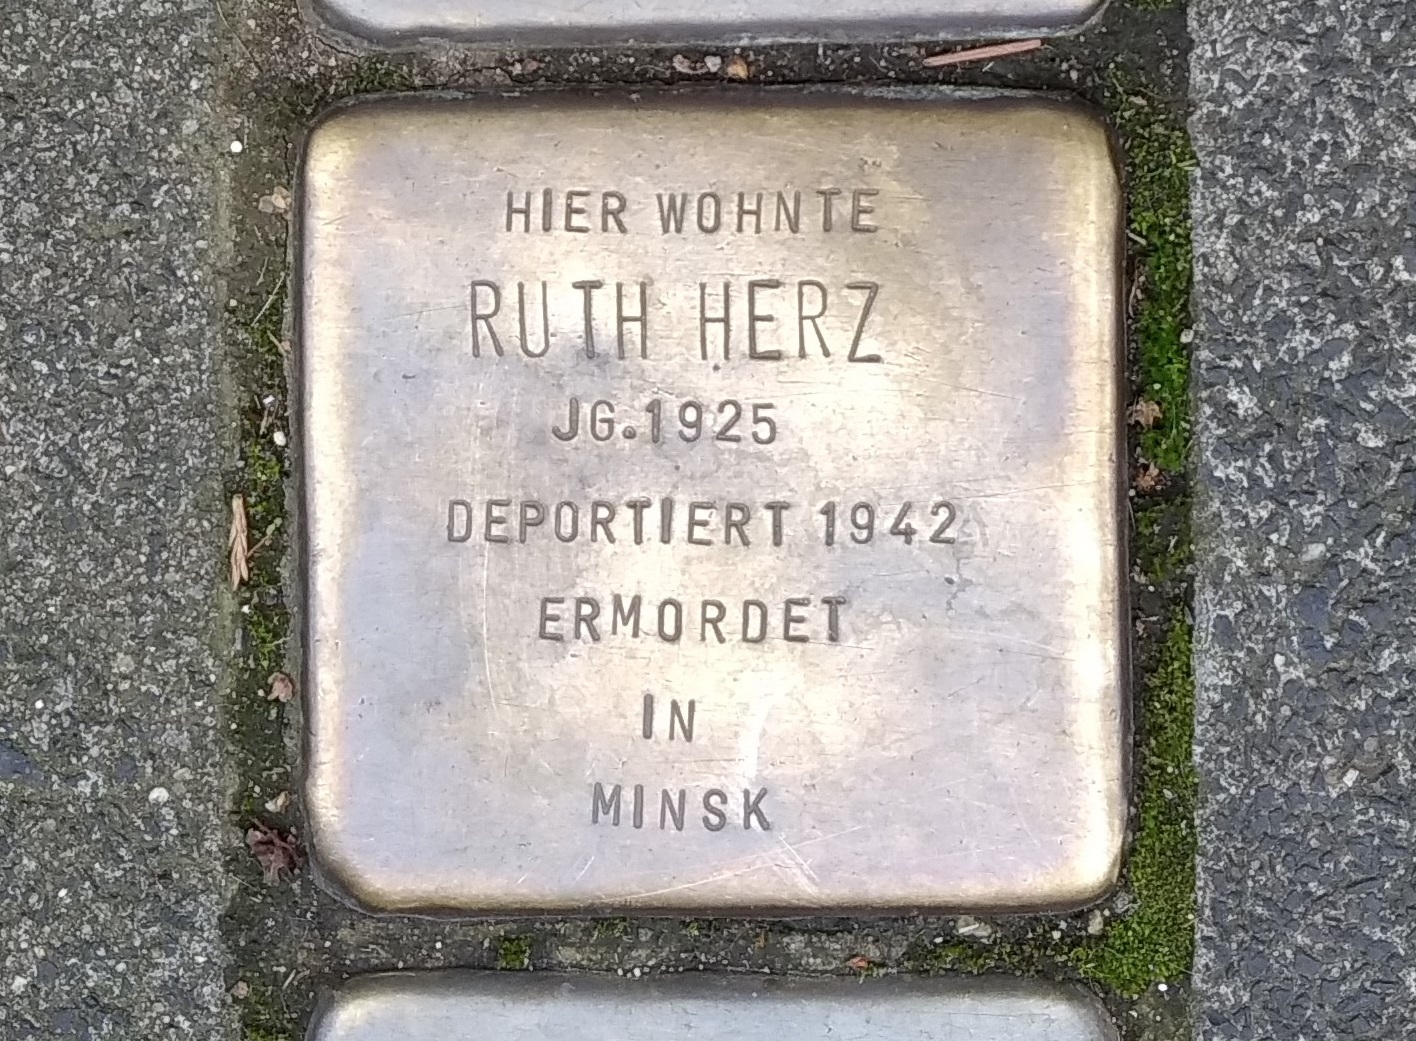 HIER WOHNTE
RUTH HERZ
JG.1925
DEPORTIERT 1942
ERMORDET
IN
MINSK